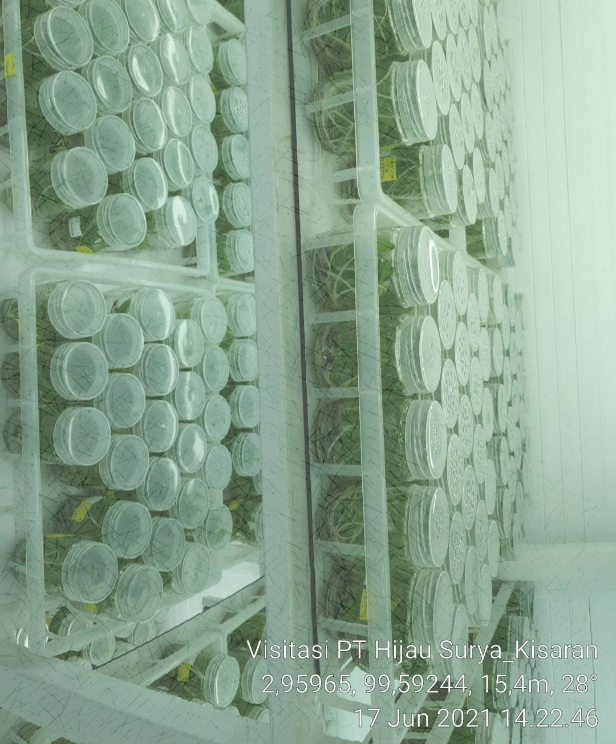 Visitasi PT Hijau Surya_Kisaran
2,95965, 99,59244, 15,4m, 28°
17 Jun 2021 14.22.46